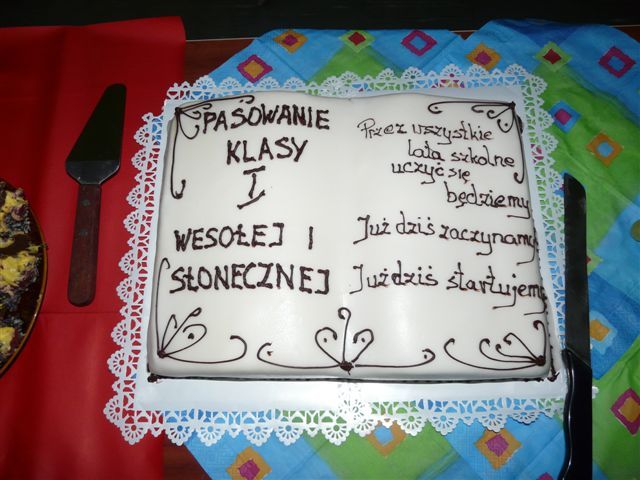 PASOWANIE
KLASY
I
WESOŁEJ I
SŁONECZNEJ
Przez wszystkie
lata szkolne
uczyć się
będziemy
Już dziś zaczynamy
Już dziś startujemy